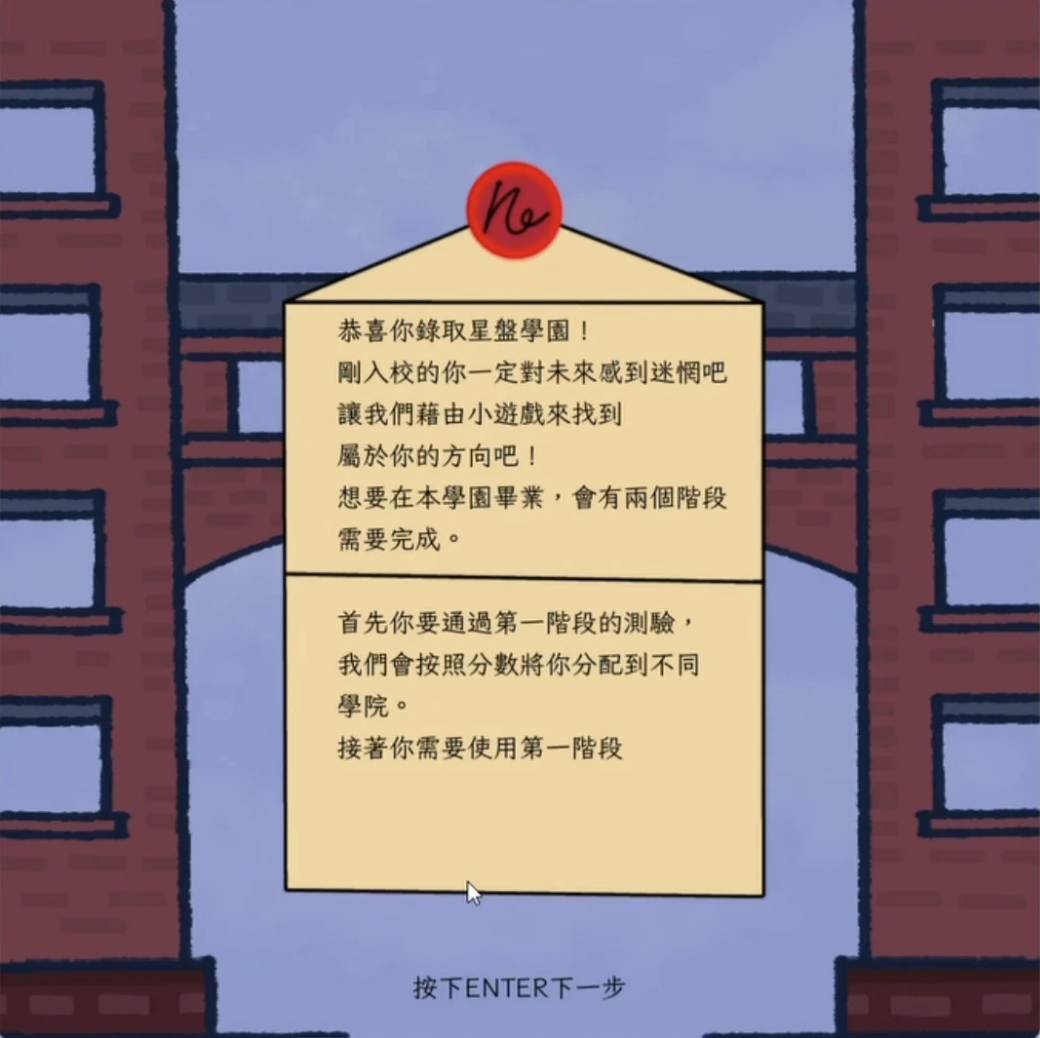 恭喜你錄取星盤學園！
剛入校的你一定對未來感到迷惘吧
讓我們藉由小遊戲來找到
屬於你的方向吧！
想要在本學園畢業，會有兩個階段
需要完成。
首先你要通過第一階段的測驗，
我們會按照分數將你分配到不同
學院。
接著你需要使用第一階段
按下ENTER下一步